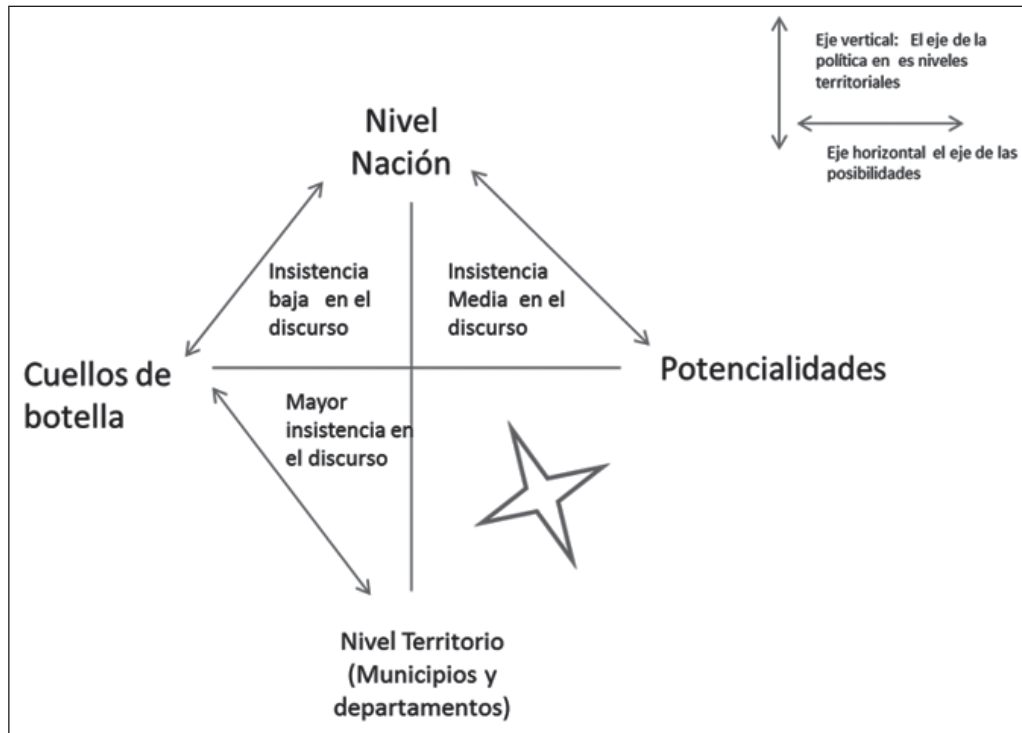 Eje vertical: El eje de la
política en es niveles
territoriales
Eje horizontal el eje de las
posibilidades
Nivel
Nación
Insistencia
baja en el
discurso
Insistencia
Media en el
discurso
Cuellos de
botella
Potencialidades
Mayor
insistencia en
el discurso
Nivel Territorio
(Municipios y
departamentos)